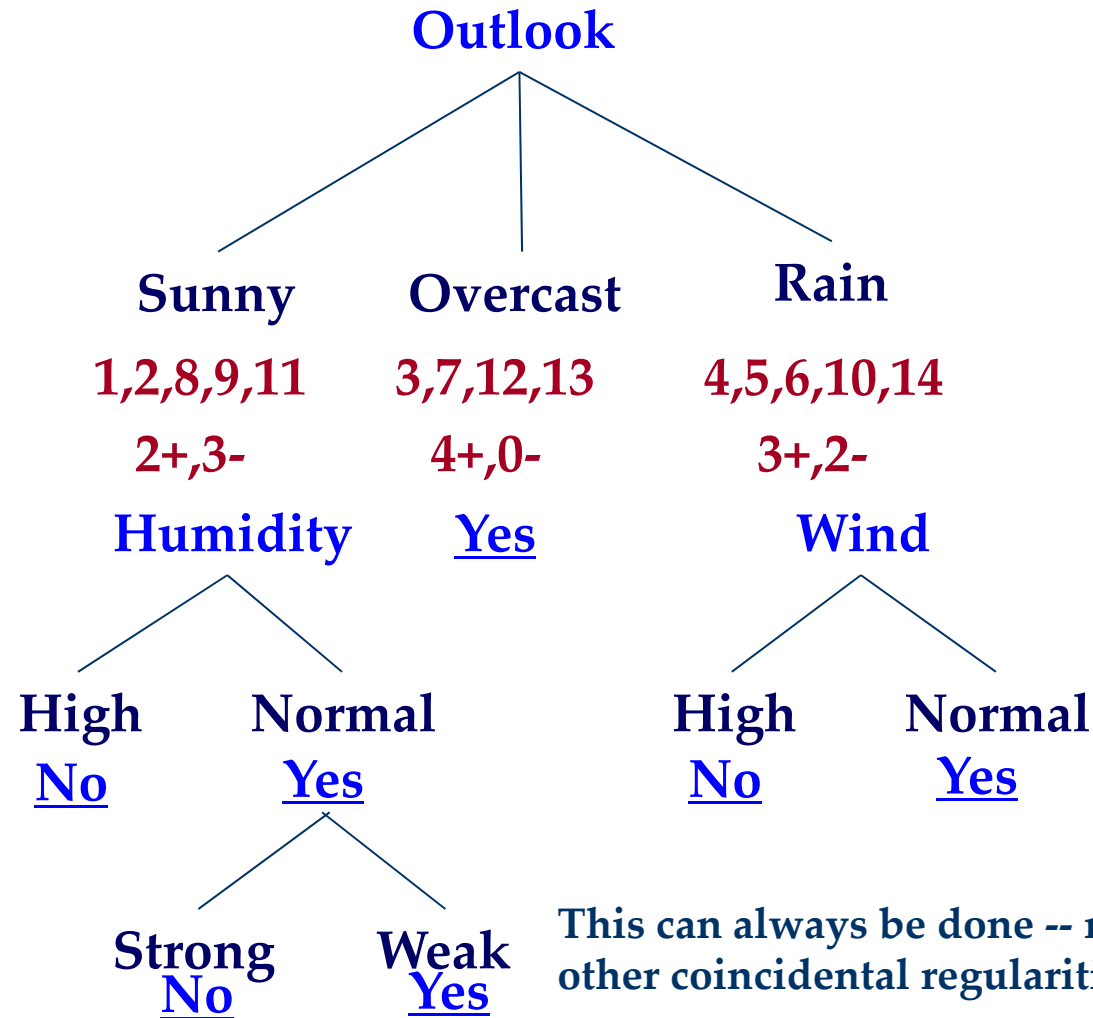 Outlook
Sunny Overcast Rain
1,2,8,9,11 3,7,12,13 4,5,6,10,14
2+,3- 4+,0- 3+,2-
Humidity Yes Wind
High Normal High Normal
No Yes No Yes
Strong Weak
No Yes
This can always be done --
other coincidental